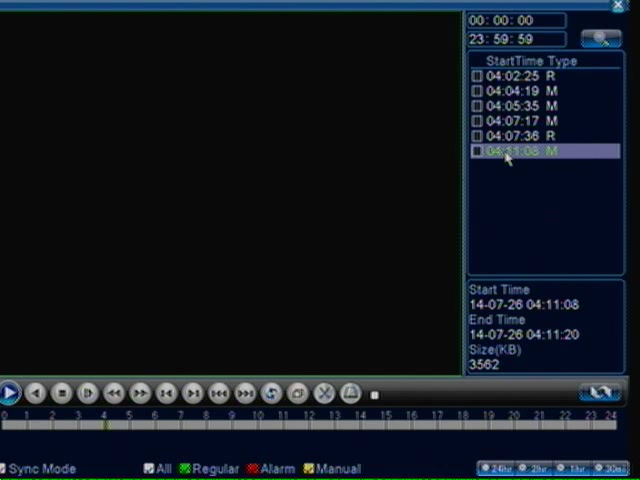 00: 00: 00
23: 59: 59
StartTime Type
04:02:25 R
04:04:19 M
04:05:35 M
04:07:17 M
04:07:36 R
04:11:08 M
Start Time
14-07-26 04:11:08
End Time
14-07-26 04:11:20
Size(KB)
3562
0 1 2 3 4 5 6 7 8 9 10 11 12 13 14 15 16 17 18 19 20 21 22 23 24
Sync Mode All Regular Alarm Manual 24hr 2hr 1hr 30mi